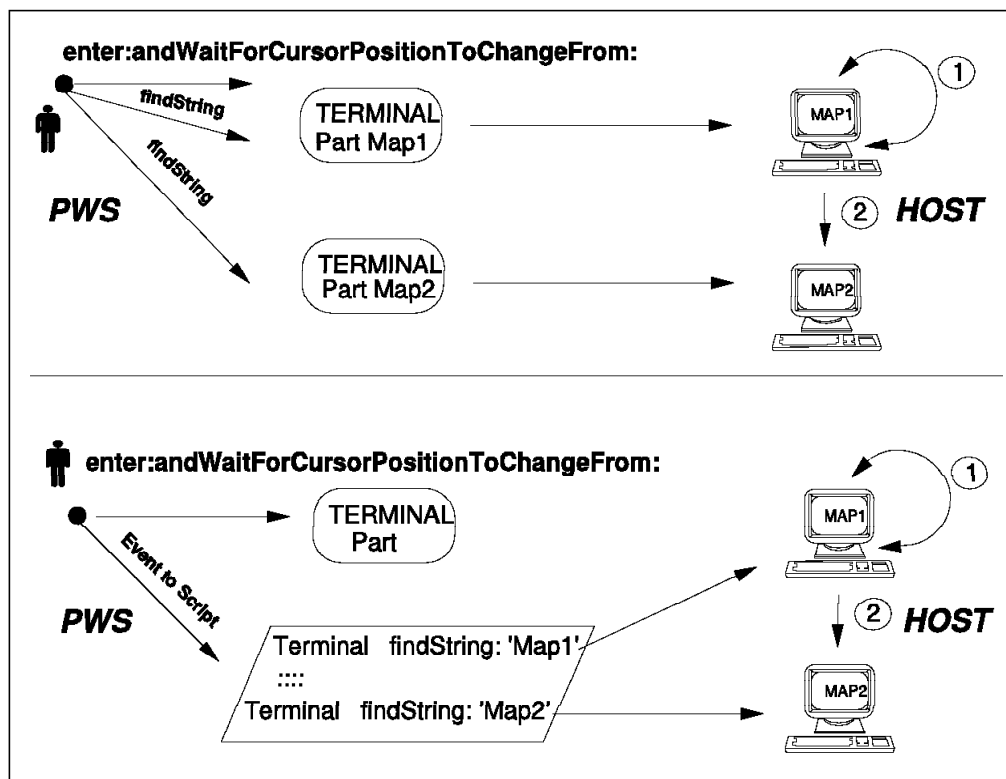 enter:andWaitForCursorPositionToChangeFrom:
findString
findString
PWS
TERMINAL
Part Map1
TERMINAL
Part Map2
MAP1
1
2
HOST
MAP2
enter:andWaitForCursorPositionToChangeFrom:
TERMINAL
Part
Event to Script
PWS
Terminal findString: 'Map1'
::::
Terminal findString: 'Map2'
MAP1
1
2
HOST
MAP2